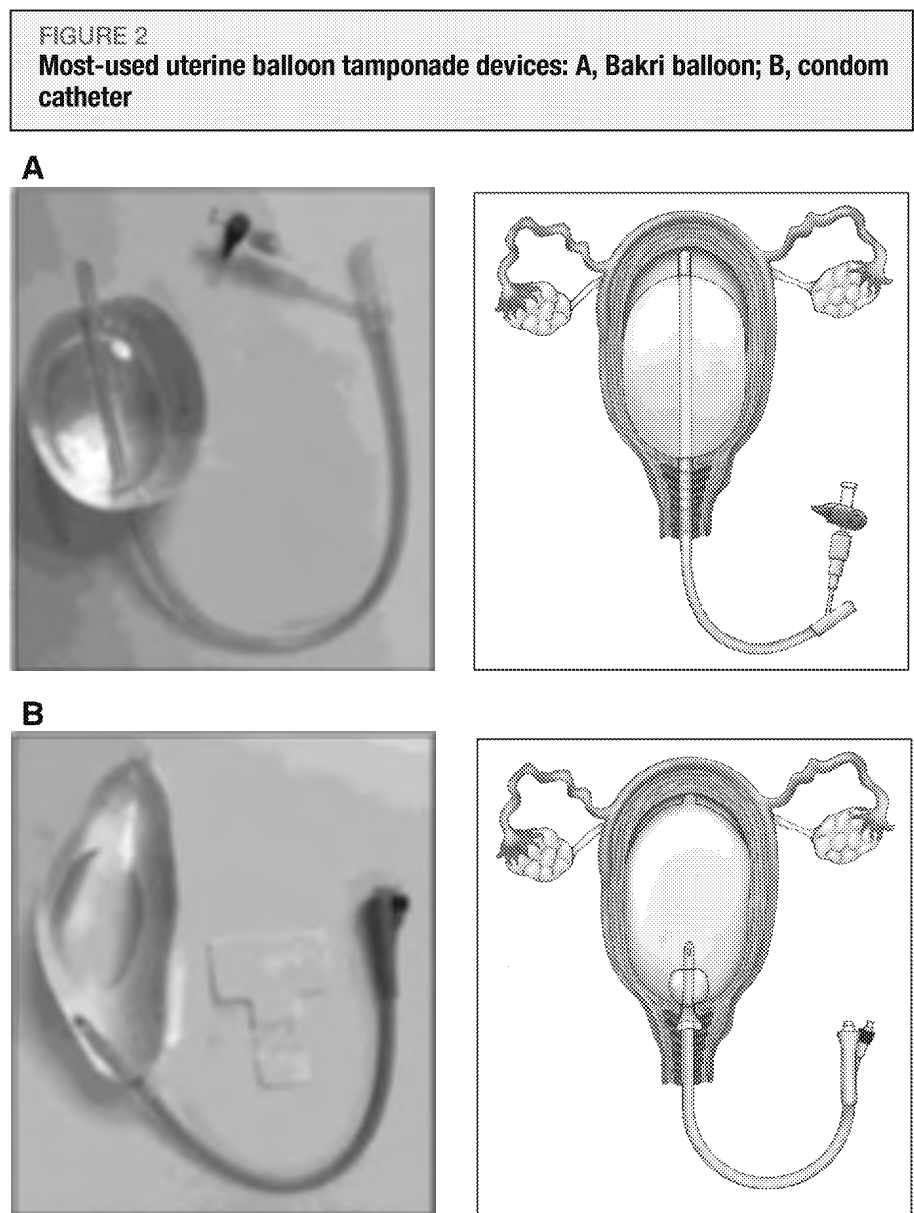 FIGURE 2
Most-used uterine balloon tamponade devices: A, Bakri balloon; B, condom
catheter
A
B